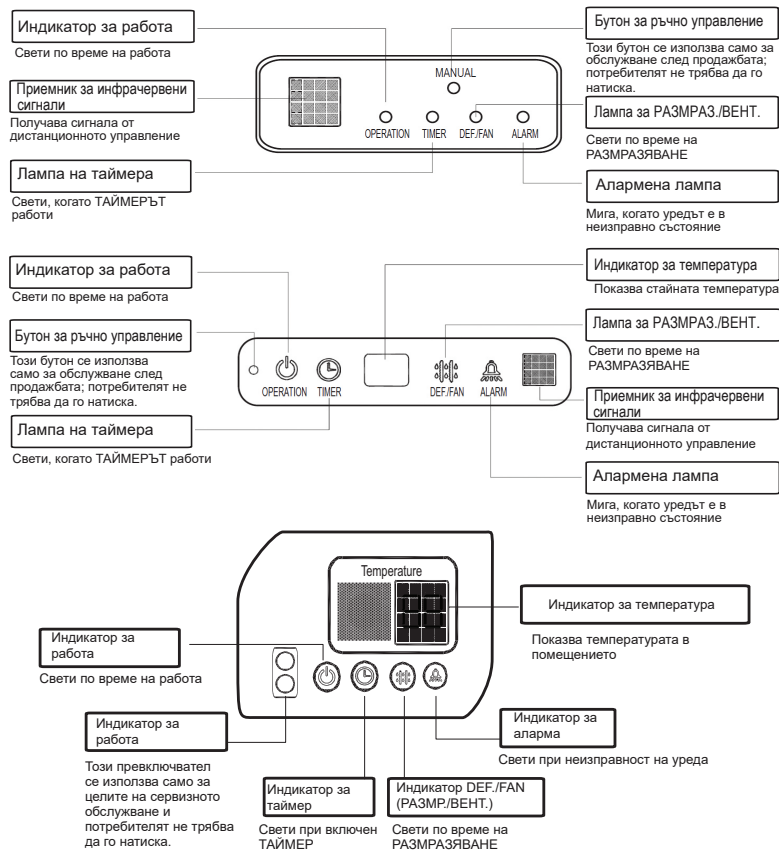 Индикатор за работа
Свети по време на работа
Приемник за инфрачервени
сигнали
Получава сигнала от
дистанционното управление
Лампа на таймера
Свети, когато ТАЙМЕРЪТ
работи
MANUAL
OPERATION TIMER DEF./FAN ALARM
Бутон за ръчно управление
Този бутон се използва само за
обслужване след продажбата;
потребителят не трябва да го
натиска.
Лампа за РАЗМРАЗ./ВЕНТ.
Свети по време на
РАЗМРАЗЯВАНЕ
Алармена лампа
Мига, когато уредът е в
неизправно състояние
Индикатор за работа
Свети по време на работа
Бутон за ръчно управление
Този бутон се използва
само за обслужване след
продажбата; потребителят не
трябва да го натиска.
Лампа на таймера
Свети, когато ТАЙМЕРЪТ работи
OPERATION TIMER DEF./FAN ALARM
Индикатор за температура
Показва стайната температура
Лампа за РАЗМРАЗ./ВЕНТ.
Свети по време на
РАЗМРАЗЯВАНЕ
Приемник за инфрачервени
сигнали
Получава сигнала от
дистанционното управление
Алармена лампа
Мига, когато уредът е в
неизправно състояние
Temperature
Индикатор за температура
Показва температурата в
помещението
Индикатор за
работа
Свети по време на работа
Индикатор за
работа
Този превключвател
се използва само за
целите на сервизното
обслужване и
потребителят не трябва
да го натиска.
Индикатор за
таймер
Свети при включен
ТАЙМЕР
Индикатор DEF./FAN
(РАЗМР./ВЕНТ.)
Свети по време на
РАЗМРАЗЯВАНЕ
Индикатор за
аларма
Свети при неизправност на уреда